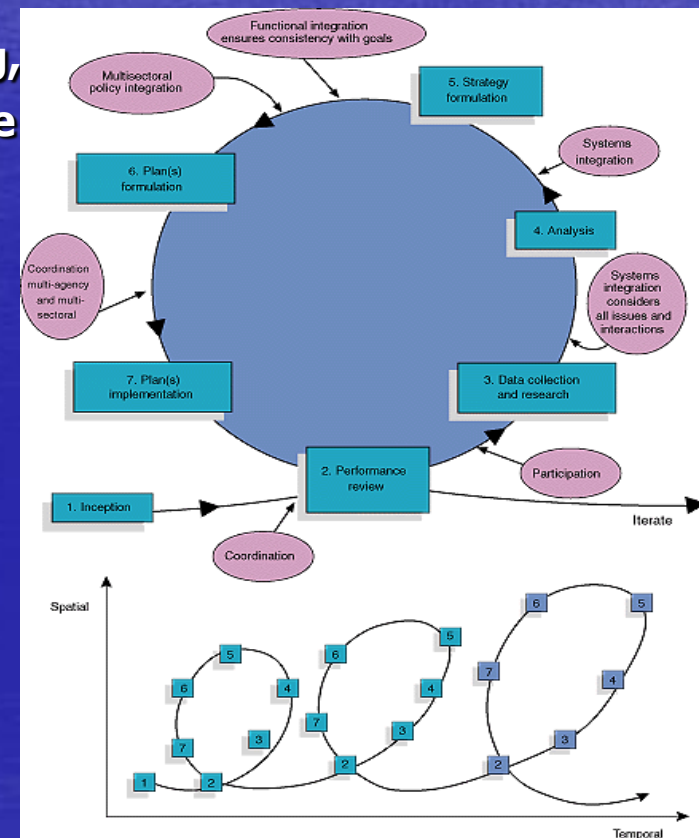 g,
e
Functional integration
ensures consistency with goals
Multisectoral
policy integration
5. Strategy
formulation
Systems
integration
6. Plan(s)
formulation
4. Analysis
Coordination
multi-agency
and multi-
sectoral
Systems
integration
considers
all issues and
interactions
7. Plan(s)
implementation
3. Data collection
and research
2. Performance
review
Participation
1. Inception
Iterate
Coordination
Spatial
6
5
5
6
5
7
4
6
4
4
7
3
3
3
7
2
2
1
2
Temporal